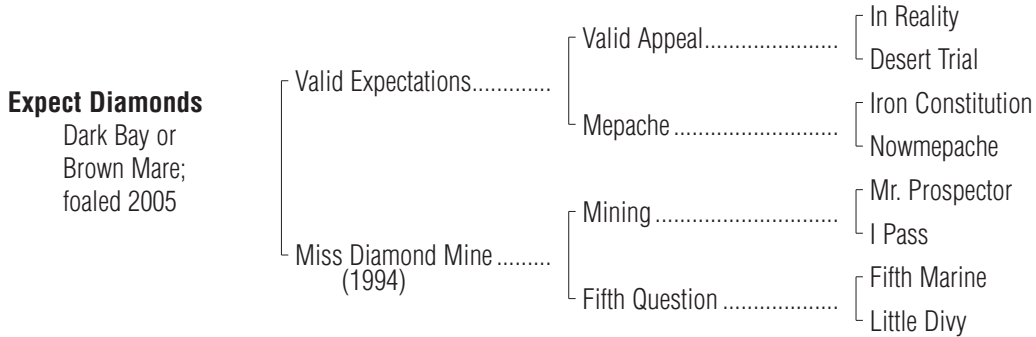 Expect Diamonds
Dark Bay or
Brown Mare;
foaled 2005
Valid Expectations.............
Miss Diamond Mine.........
(1994)
Valid Appeal......................
Mepache...........................
Mining..............................
Fifth Question...................
In Reality
Desert Trial
Iron Constitution
Nowmepache
Mr. Prospector
I Pass
Fifth Marine
Little Divy